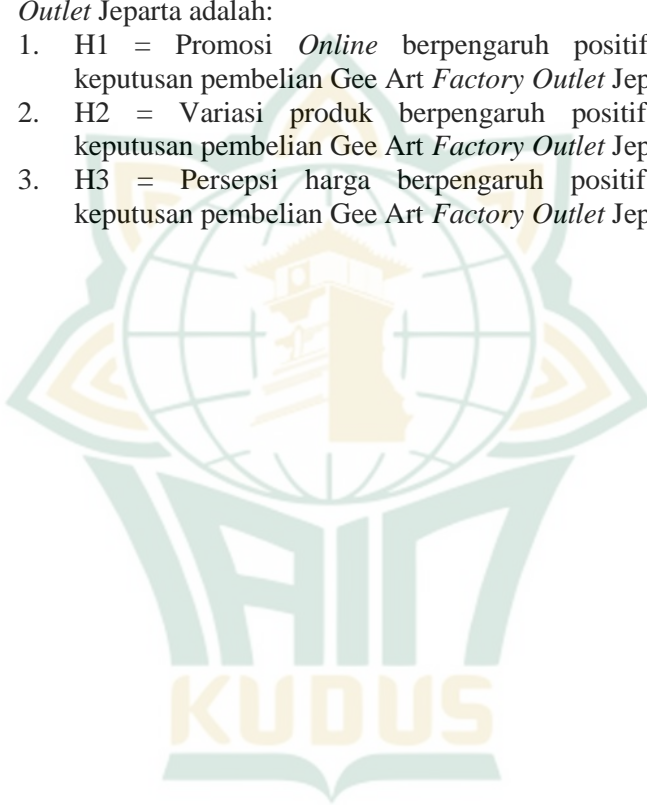 Outlet Jeparta adalah:
1. H1 = Promosi Online berpengaruh positif
keputusan pembelian Gee Art Factory Outlet Jep
2. H2 = Variasi produk berpengaruh positif
keputusan pembelian Gee Art Factory Outlet Jep
3. H3 = Persepsi harga berpengaruh positif
keputusan pembelian Gee Art Factory Outlet Jep
IAIN
KUDUS